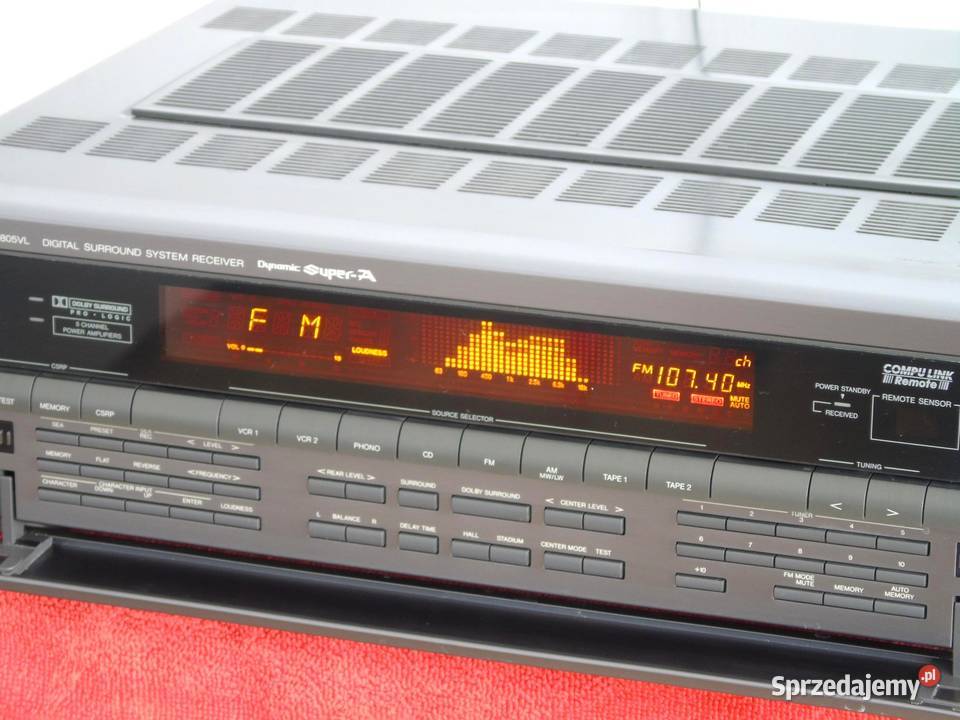 805VL DIGITAL SURROUND SYSTEM RECEIVER Dynamic Super-A
DOLBY SURROUND
PRO • LOGIC
5 CHANNEL
POWER AMPLIFIERS
F M
VOL
LOUDNESS
1k 2.5k
ch
FM 107.40 MHz
TUNED STEREO MUTE
AUTO
COMPU LINK
Remote
POWER STANDBY
RECEIVED
REMOTE SENSOR
CSRP
SOURCE SELECTOR
TUNING
TEST MEMORY CSRP VCR 1 VCR 2 PHONO CD FM AM
MW/LW
TAPE 1 TAPE 2 < >
SEA PRESET REC < LEVEL >
MEMORY FLAT REVERSE < FREQUENCY >
CHARACTER CHARACTER INPUT
DOWN UP ENTER LOUDNESS
< REAR LEVEL > SURROUND DOLBY SURROUND < CENTER LEVEL >
L BALANCE R DELAY TIME HALL STADIUM CENTER MODE TEST
TUNER
1 2 3 4 5
6 7 8 9 10
+10 FM MODE
MUTE MEMORY AUTO
MEMORY
Sprzedajemy.pl